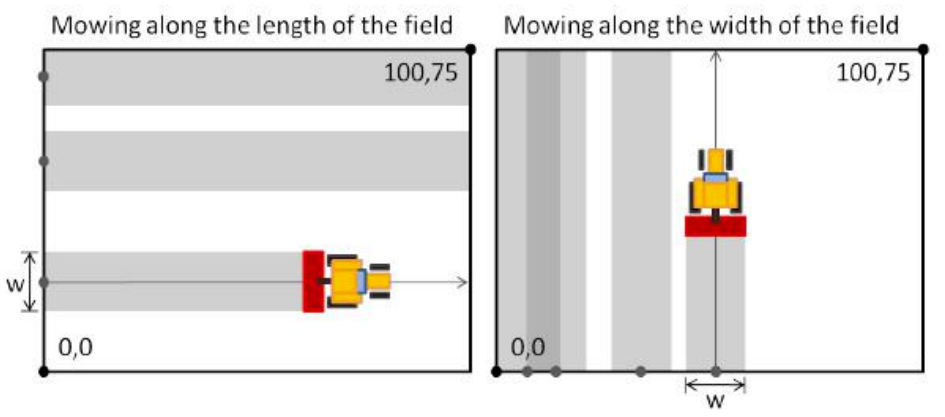 Mowing along the length of the field
100,75
w
0,0
Mowing along the width of the field
100,75
0,0
w